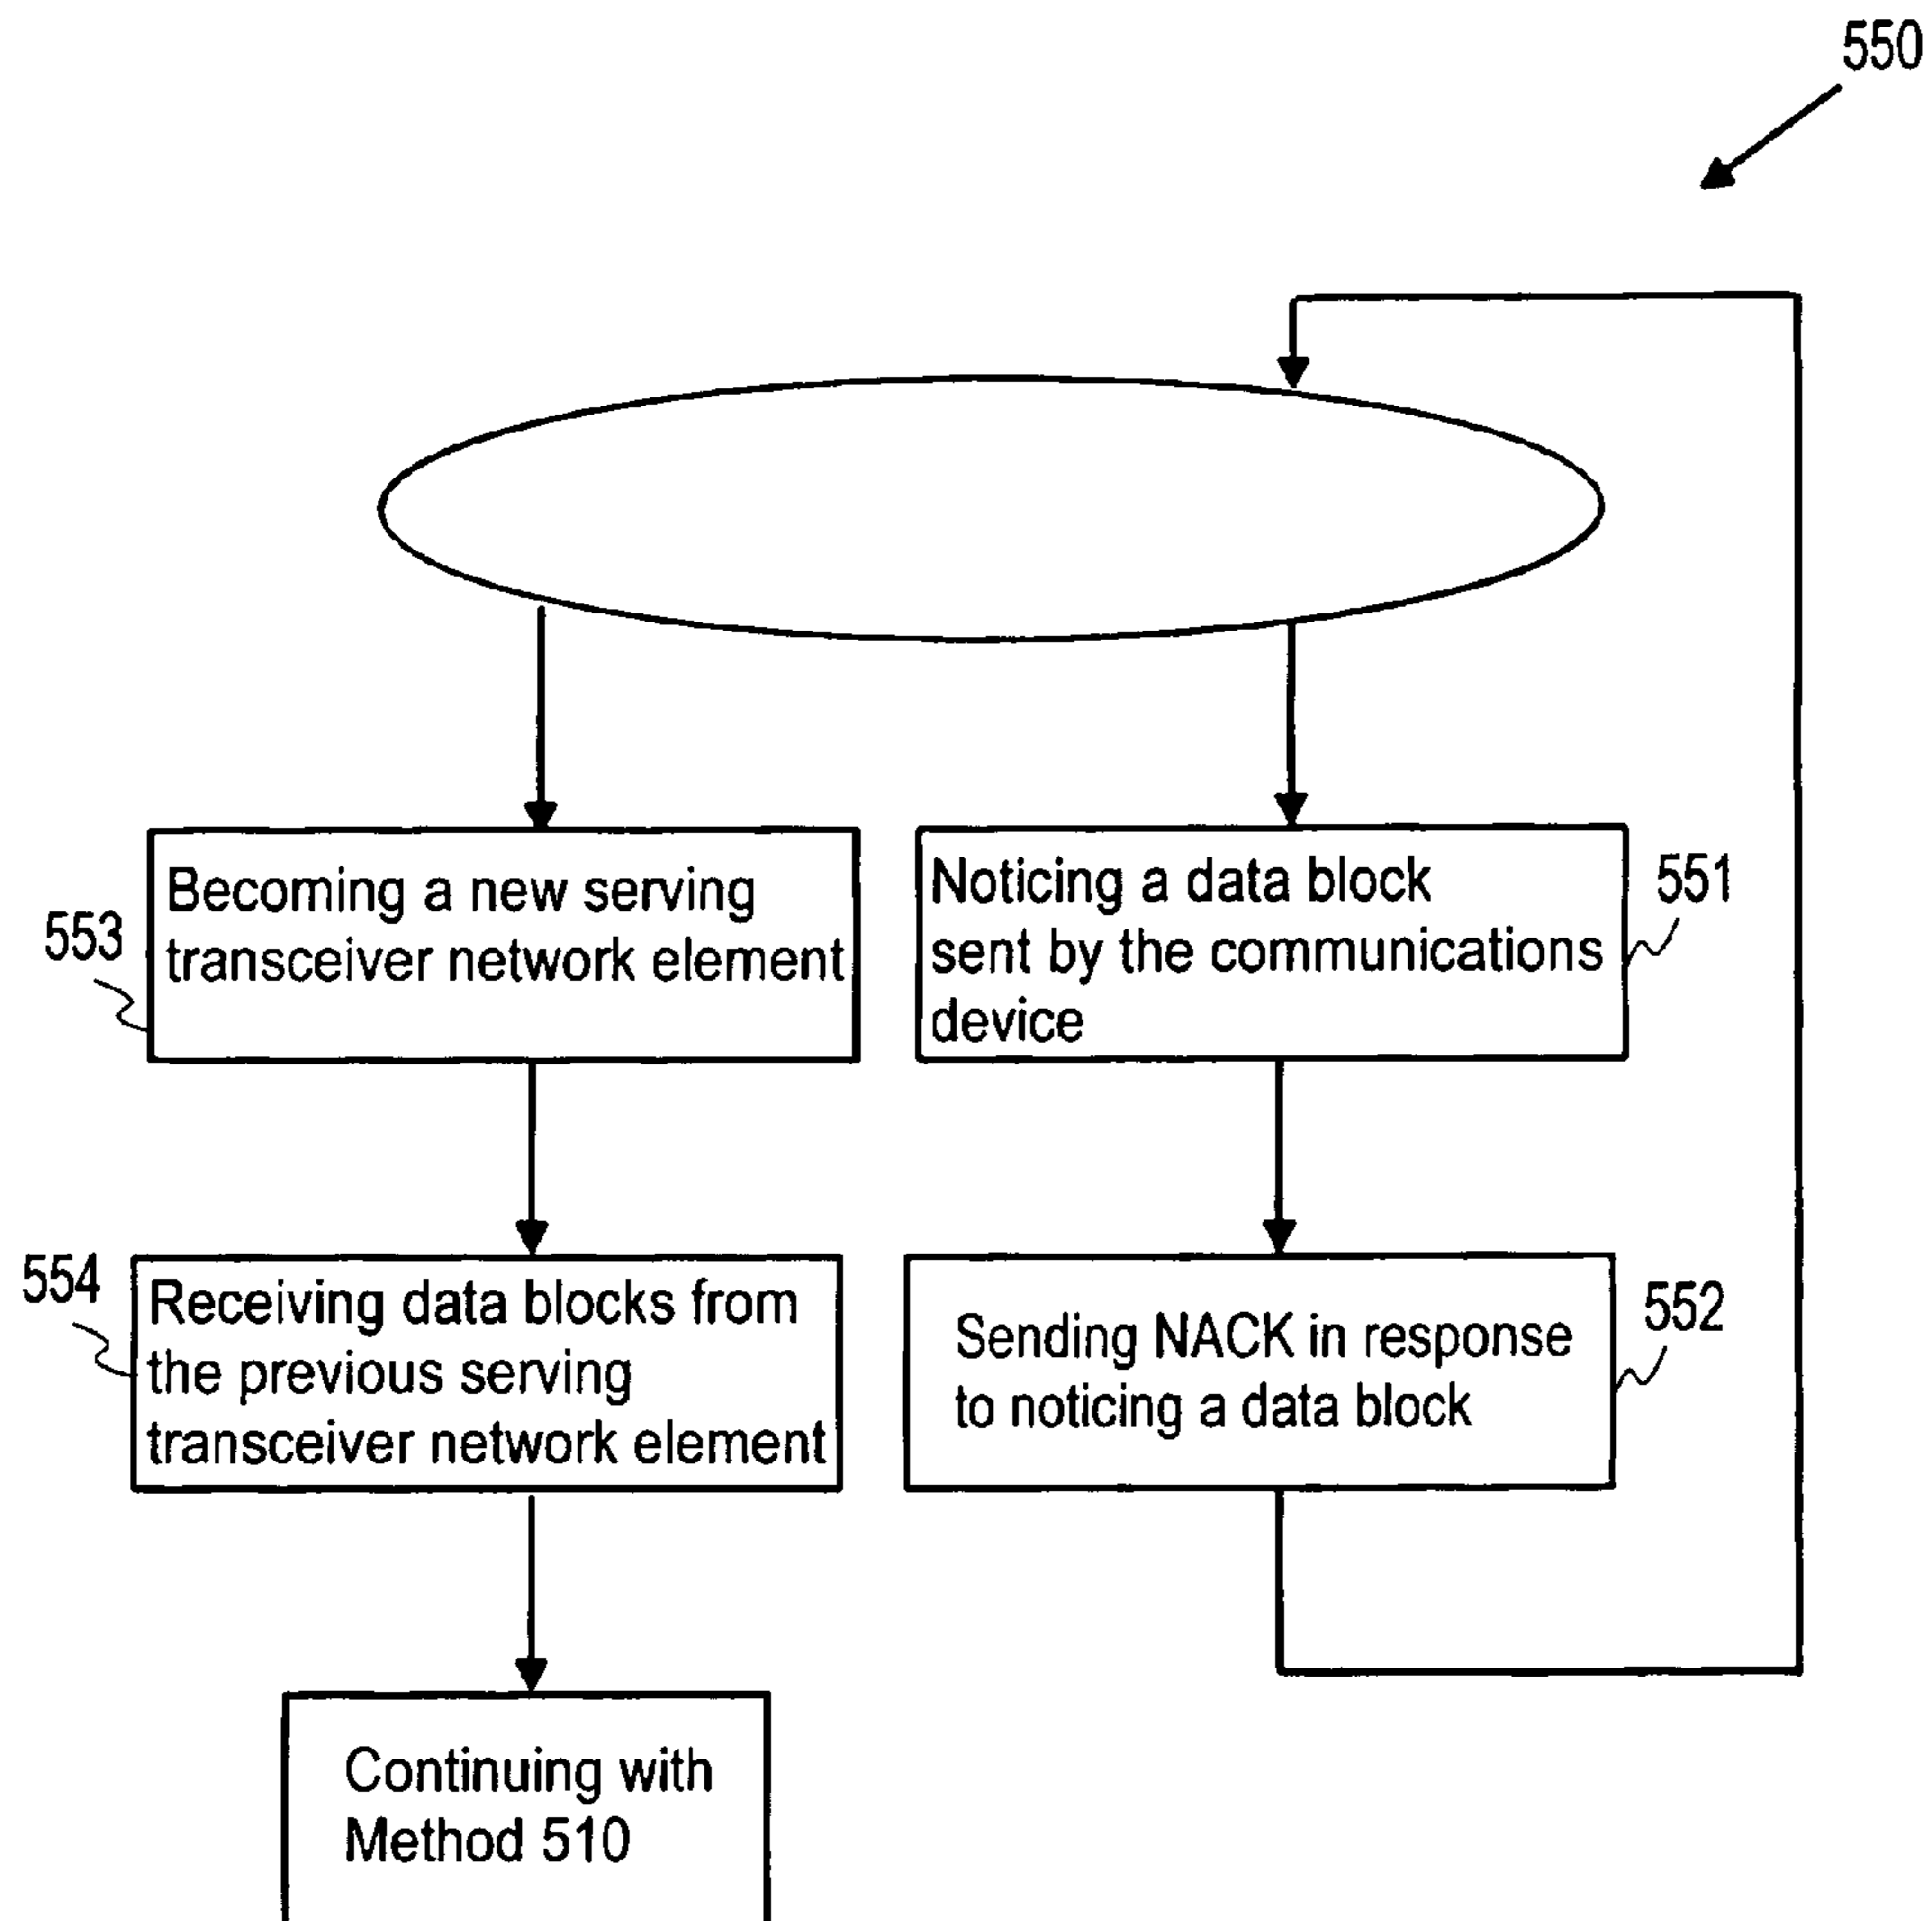 550
553
Becoming a new serving
transceiver network element
Noticing a data block
sent by the communications
device
551
554
Receiving data blocks from
the previous serving
transceiver network element
Sending NACK in response
to noticing a data block
552
Continuing with
Method 510